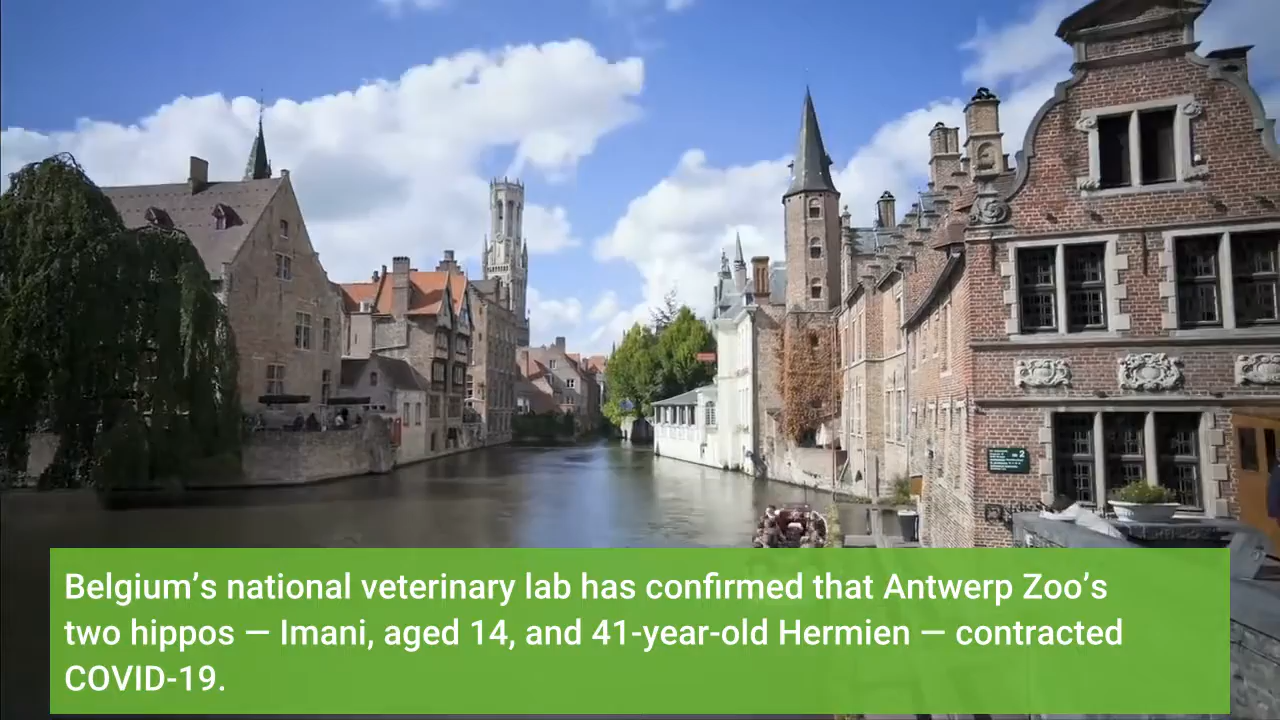 Belgium’s national veterinary lab has confirmed that Antwerp Zoo’s
two hippos — Imani, aged 14, and 41-year-old Hermien — contracted
COVID-19.